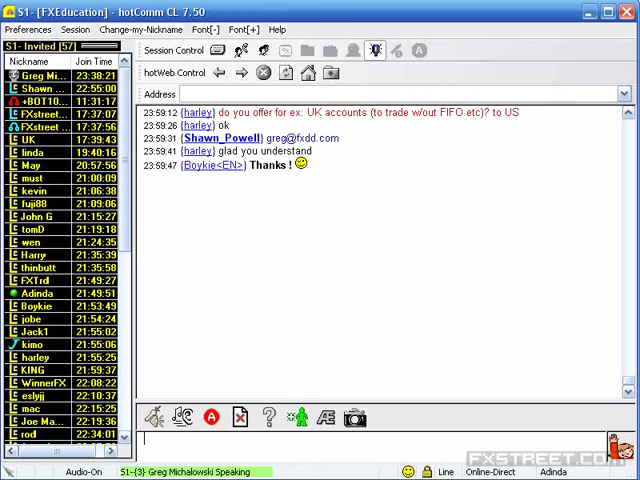 S1- [FXEducation] - hotComm CL 7.50
Preferences Session Change-my-Nickname Font[-] Font[+] Help
S1- Invited [57]
Nickname Join Time
Greg Mi... 23:38:21
Shawn ... 22:55:00
+BOT10... 11:31:17
FXstreet... 17:37:07
FXstreet ... 17:37:56
UK 19:39:43
linda 19:40:16
May 20:57:56
must 21:00:09
kevin 21:06:38
fuji88 21:09:06
John G 21:15:27
tomD 21:19:08
wen 21:24:35
Harry 21:35:39
thinbutt 21:35:58
FXTrd 21:49:27
Adinda 21:49:51
Boykie 21:53:49
jobe 21:54:24
Jack1 21:55:02
kimo 21:55:06
harley 21:55:25
KING 21:59:37
WinnerFX 22:08:22
eslyjj 22:10:37
mac 22:15:25
Joe Ma... 22:19:36
rod 22:34:01
Session Control
hotWeb Control
Address
23:59:12 {harley} do you offer for ex: UK accounts (to trade w/out FIFO etc)? to US
23:59:26 {harley} ok
23:59:31 {Shawn_Powell} greg@fxdd.com
23:59:41 {harley} glad you understand
23:59:47 {Boykie<EN>} Thanks !
FXSTREET.COM
Audio-On S1-{3} Greg Michalowski Speaking Line Online-Direct Adinda